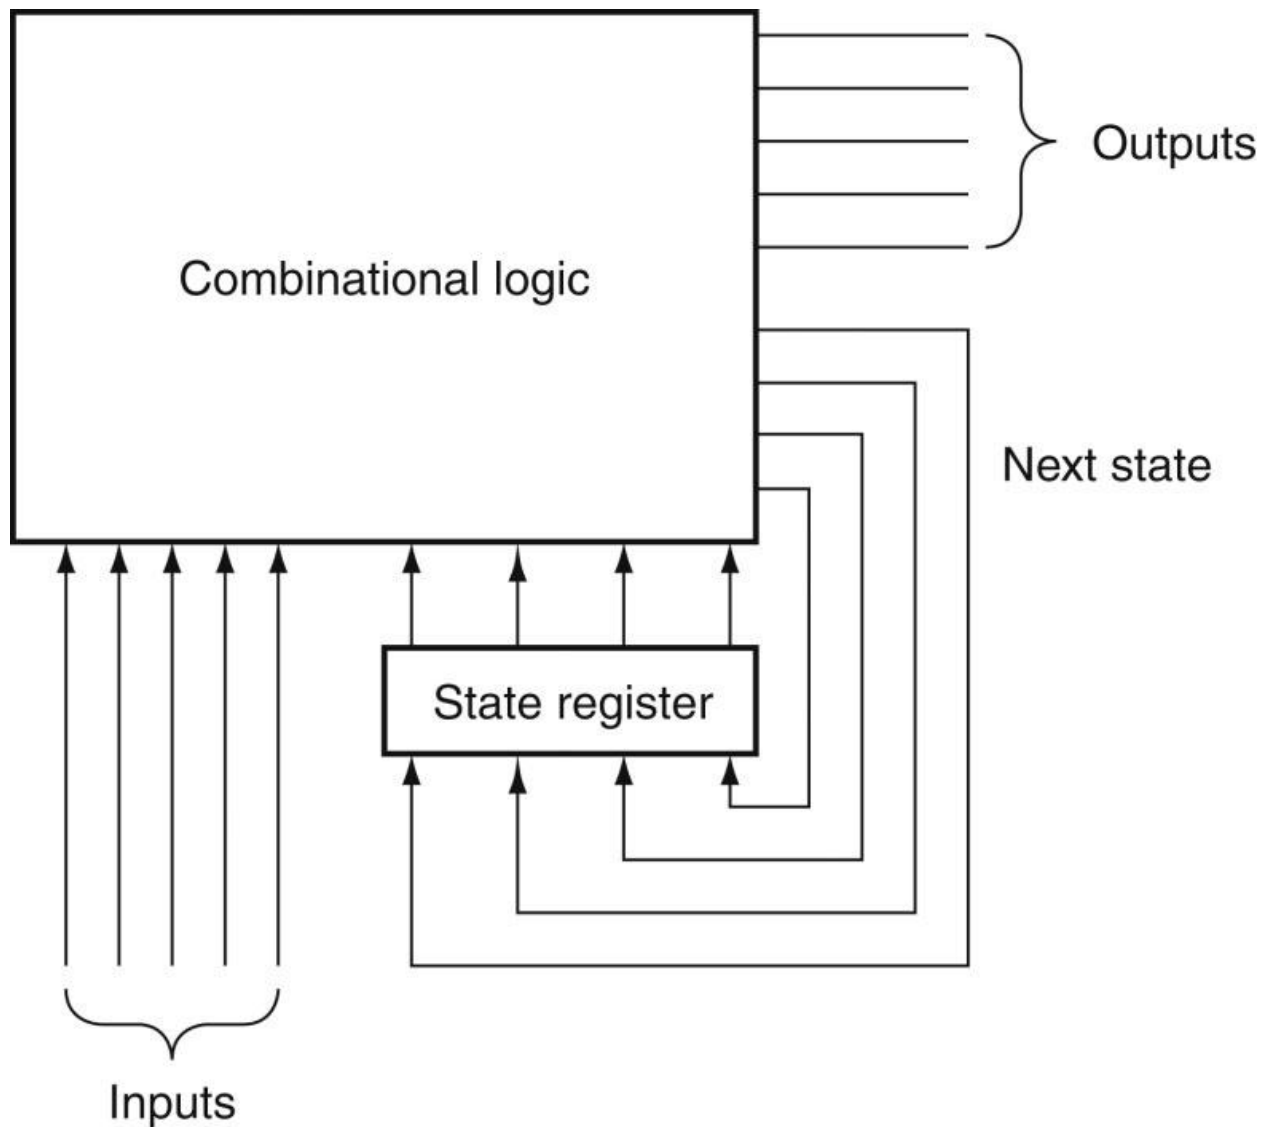 Outputs
Combinational logic
Next state
State register
Inputs